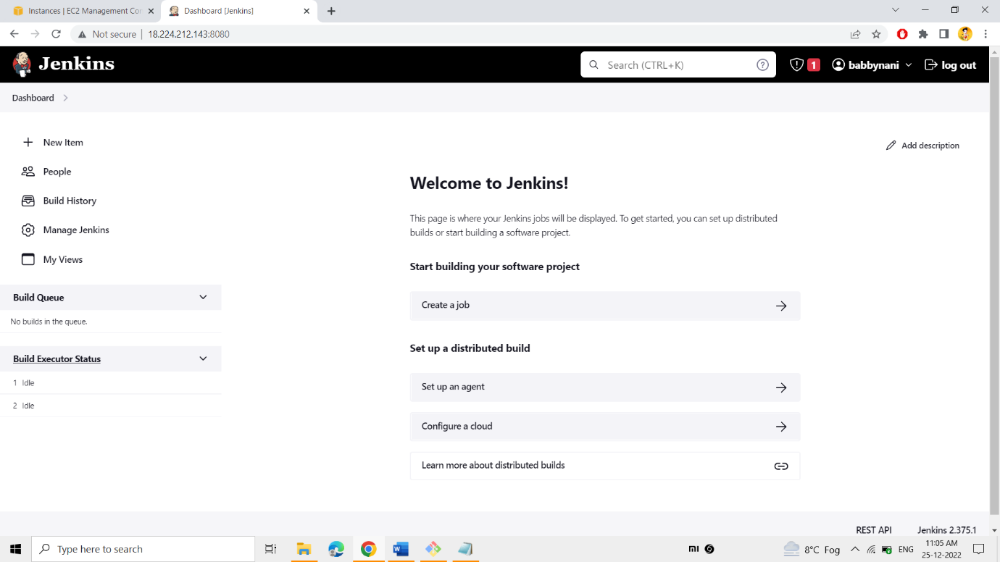 Instances | EC2 Management Con
Dashboard [Jenkins]
Not secure
18.224.212.143:8080
Jenkins
Search (CTRL+K)
1
babbynani
log out
Dashboard
New Item
People
Build History
Manage Jenkins
My Views
Build Queue
No builds in the queue.
Build Executor Status
1 Idle
2 Idle
Add description
Welcome to Jenkins!
This page is where your Jenkins jobs will be displayed. To get started, you can set up distributed
builds or start building a software project.
Start building your software project
Create a job
Set up a distributed build
Set up an agent
Configure a cloud
Learn more about distributed builds
REST API
Jenkins 2.375.1
Type here to search
8°C Fog
ENG
11:05 AM
25-12-2022